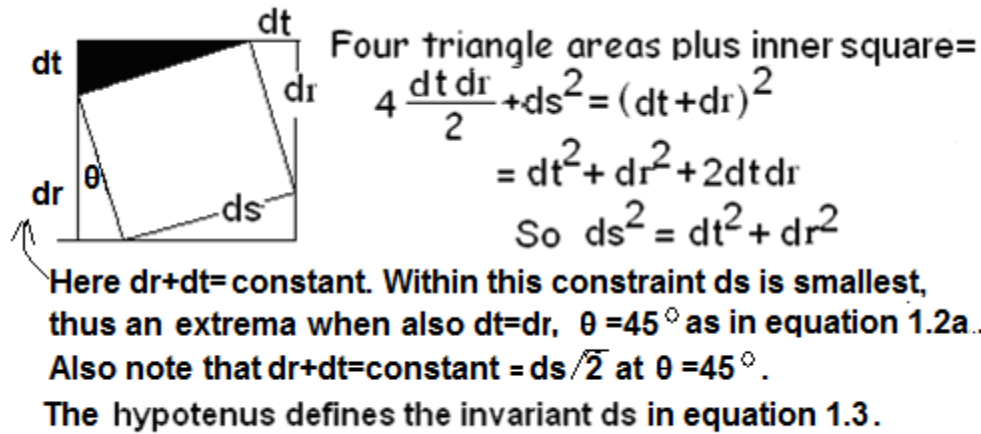 dt
dt
dr
θ
dr
ds
Four triangle areas plus inner square=
4 dt dr/2 +ds²=(dt+dr)²
= dt²+ dr²+2dtdr
So ds² = dt²+dr²
Here dr+dt=constant. Within this constraint ds is smallest,
thus an extrema when also dt=dr, θ =45° as in equation 1.2a..
Also note that dr+dt=constant = ds√2 at θ =45°.
The hypotenus defines the invariant ds in equation 1.3.